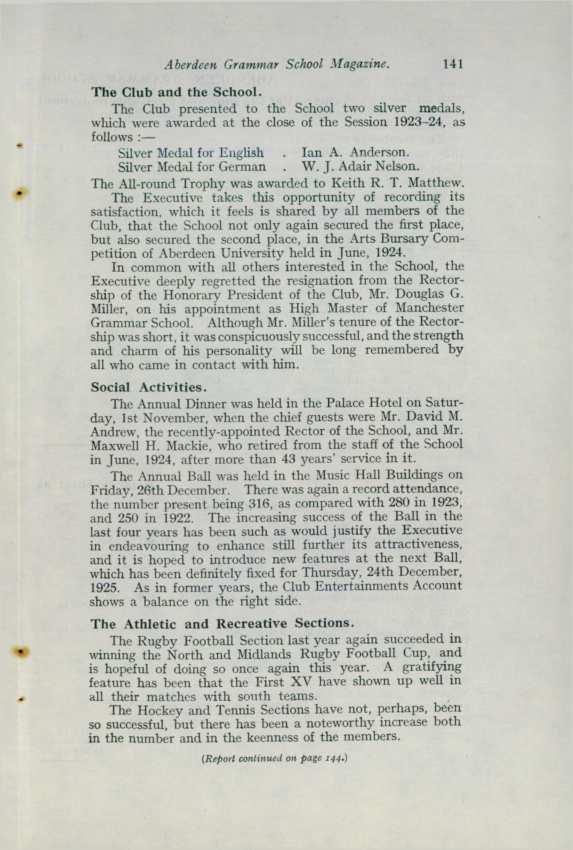 Aberdeen Grammar School Magazine. 141
The Club and the School.
The Club presented to the School two silver medals,
which were awarded at the close of the Session 1923–24, as
follows :—
Silver Medal for English . Ian A. Anderson.
Silver Medal for German . W. J. Adair Nelson.
The All-round Trophy was awarded to Keith R. T. Matthew.
The Executive takes this opportunity of recording its
satisfaction, which it feels is shared by all members of the
Club, that the School not only again secured the first place,
but also secured the second place, in the Arts Bursary Com-
petition of Aberdeen University held in June, 1924.
In common with all others interested in the School, the
Executive deeply regretted the resignation from the Rector-
ship of the Honorary President of the Club, Mr. Douglas G.
Miller, on his appointment as High Master of Manchester
Grammar School. Although Mr. Miller's tenure of the Rector-
ship was short, it was conspicuously successful, and the strength
and charm of his personality will be long remembered by
all who came in contact with him.
Social Activities.
The Annual Dinner was held in the Palace Hotel on Satur-
day, 1st November, when the chief guests were Mr. David M.
Andrew, the recently-appointed Rector of the School, and Mr.
Maxwell H. Mackie, who retired from the staff of the School
in June, 1924, after more than 43 years' service in it.
The Annual Ball was held in the Music Hall Buildings on
Friday, 26th December. There was again a record attendance,
the number present being 316, as compared with 280 in 1923,
and 250 in 1922. The increasing success of the Ball in the
last four years has been such as would justify the Executive
in endeavouring to enhance still further its attractiveness,
and it is hoped to introduce new features at the next Ball,
which has been definitely fixed for Thursday, 24th December,
1925. As in former years, the Club Entertainments Account
shows a balance on the right side.
The Athletic and Recreative Sections.
The Rugby Football Section last year again succeeded in
winning the North and Midlands Rugby Football Cup, and
is hopeful of doing so once again this year. A gratifying
feature has been that the First XV have shown up well in
all their matches with south teams.
The Hockey and Tennis Sections have not, perhaps, been
so successful, but there has been a noteworthy increase both
in the number and in the keenness of the members.
(Report continued on page 144.)